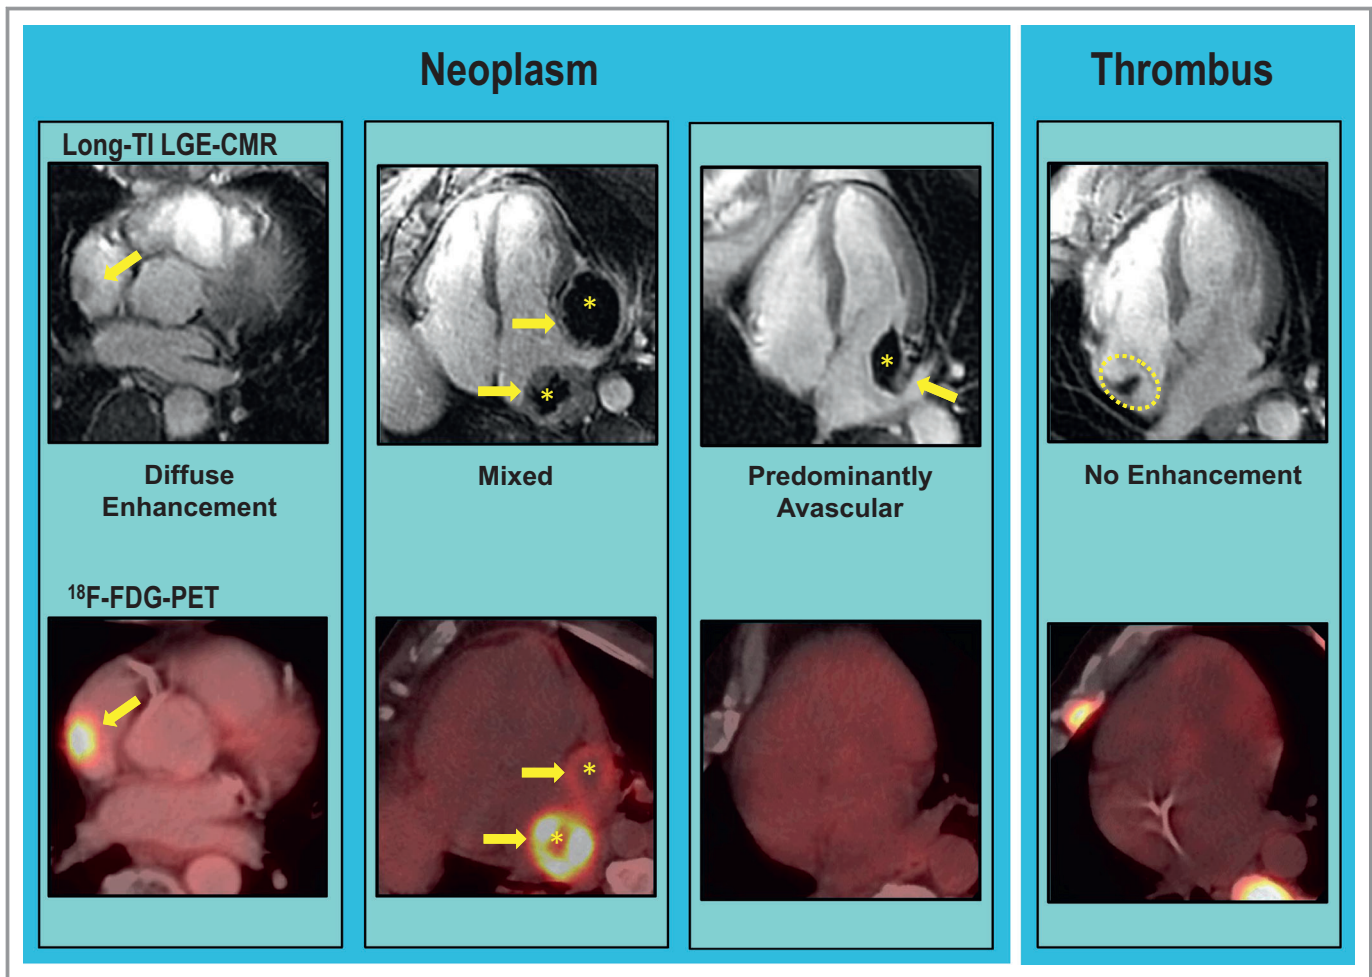 Neoplasm
Thrombus
Long-TI LGE-CMR
*
*
*
Diffuse
Enhancement
Mixed
Predominantly
Avascular
No Enhancement
¹⁸F-FDG-PET
*
*